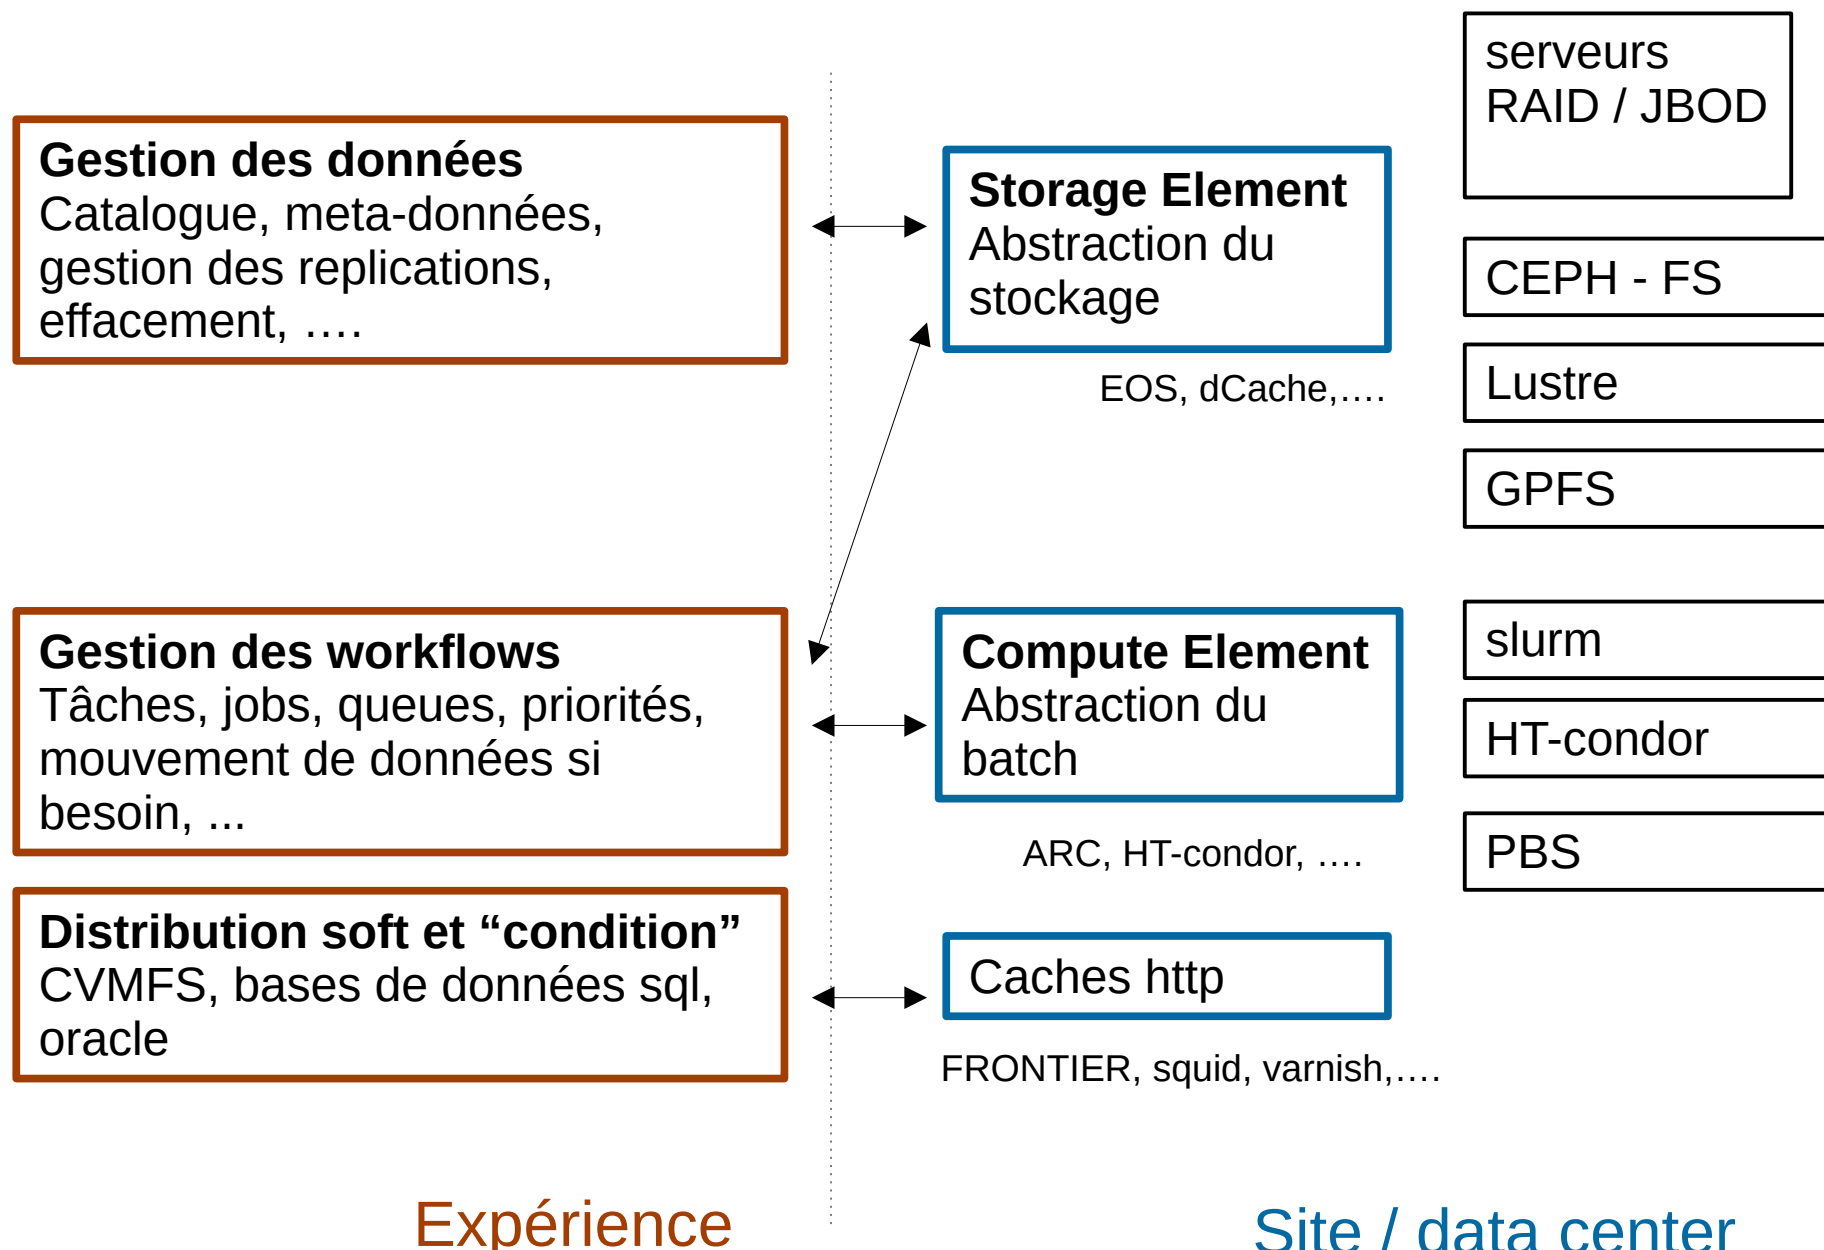 Gestion des données
Catalogue, meta-données,
gestion des replications,
effacement, ….
Gestion des workflows
Tâches, jobs, queues, priorités,
mouvement de données si
besoin, ...
Distribution soft et “condition”
CVMFS, bases de données sql,
oracle
Expérience
Storage Element
Abstraction du
stockage
EOS, dCache,….
Compute Element
Abstraction du
batch
ARC, HT-condor, ….
Caches http
FRONTIER, squid, varnish,….
serveurs
RAID / JBOD
CEPH - FS
Lustre
GPFS
slurm
HT-condor
PBS
Site / data center